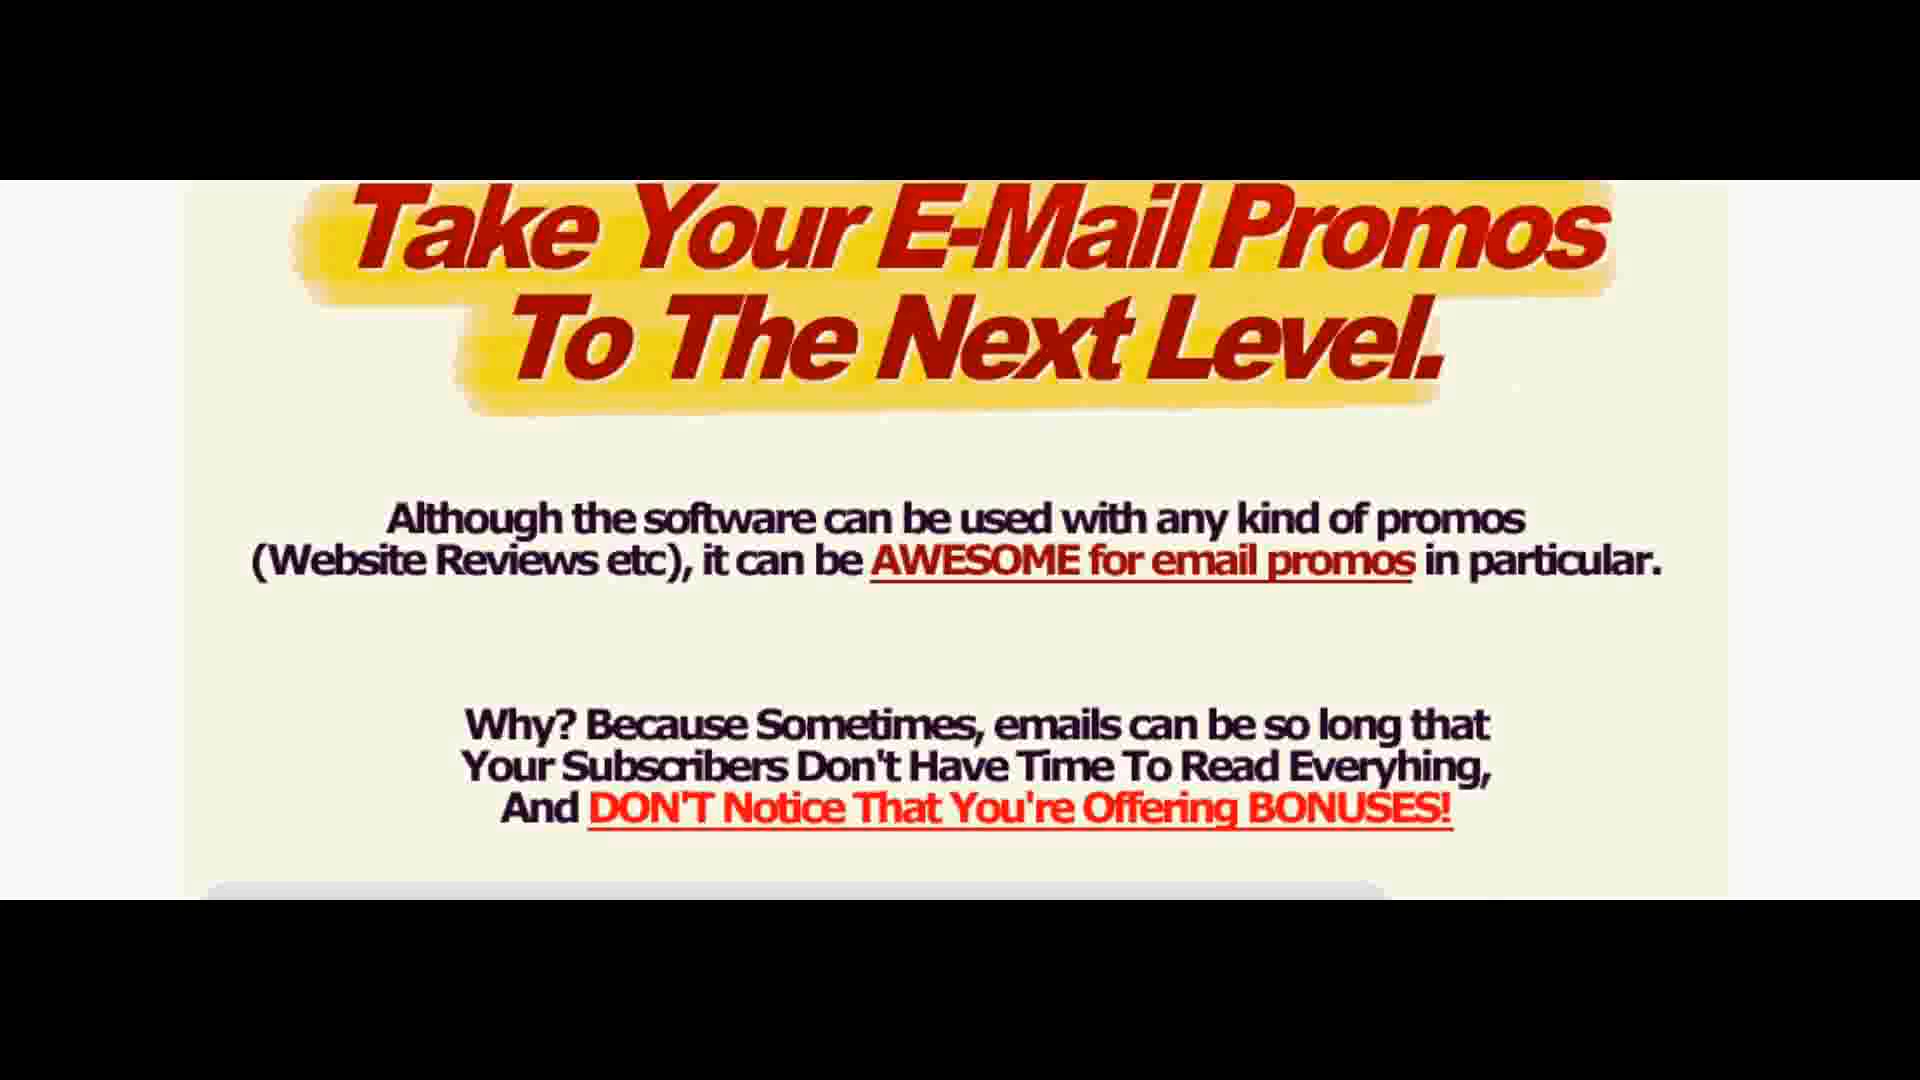 Take Your E-Mail Promos
To The Next Level.
Although the software can be used with any kind of promos
(Website Reviews etc), it can be AWESOME for email promos in particular.
Why? Because Sometimes, emails can be so long that
Your Subscribers Don't Have Time To Read Everyhing,
And DON'T Notice That You're Offering BONUSES!